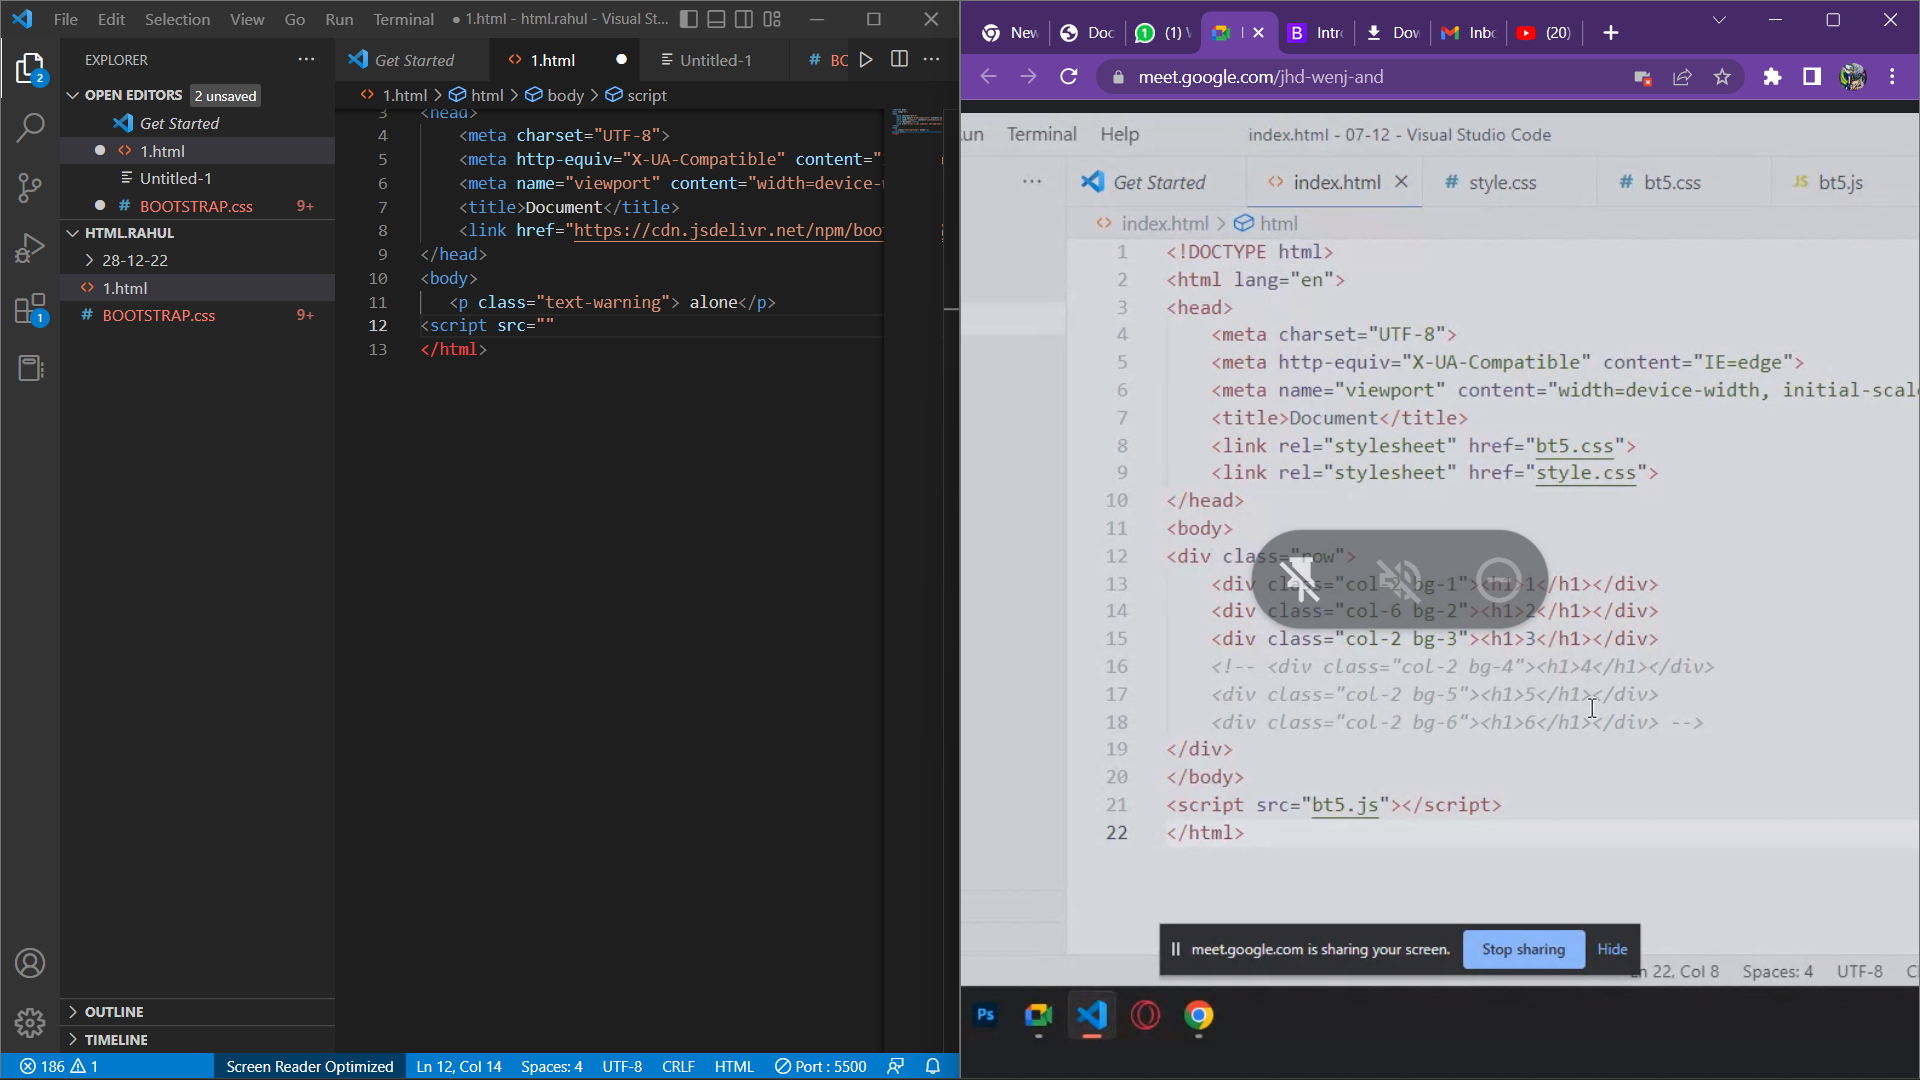 File Edit Selection View Go Run Terminal 1.html - html.rahul - Visual St...
EXPLORER
OPEN EDITORS 2 unsaved
Get Started
1.html
Untitled-1
BOOTSTRAP.css 9+
HTML.RAHUL
28-12-22
1.html
BOOTSTRAP.css 9+
OUTLINE
TIMELINE
Get Started 1.html Untitled-1 BC
1.html > html > body > script
3 <head>
4 <meta charset="UTF-8">
5 <meta http-equiv="X-UA-Compatible" content="
6 <meta name="viewport" content="width=device-
7 <title>Document</title>
8 <link href="https://cdn.jsdelivr.net/npm/boo
9 </head>
10 <body>
11 <p class="text-warning"> alone</p>
12 <script src=""
13 </html>
186 1 Screen Reader Optimized Ln 12, Col 14 Spaces: 4 UTF-8 CRLF HTML Port : 5500
New Doc (1) Intr Dov Inb (20)
meet.google.com/jhd-wenj-and
un Terminal Help index.html - 07-12 - Visual Studio Code
Get Started index.html style.css bt5.css JS bt5.js
index.html > html
1 <!DOCTYPE html>
2 <html lang="en">
3 <head>
4 <meta charset="UTF-8">
5 <meta http-equiv="X-UA-Compatible" content="IE=edge">
6 <meta name="viewport" content="width=device-width, initial-scale
7 <title>Document</title>
8 <link rel="stylesheet" href="bt5.css">
9 <link rel="stylesheet" href="style.css">
10 </head>
11 <body>
12 <div class="row">
13 <div class="col-2 bg-1"><h1>1</h1></div>
14 <div class="col-6 bg-2"><h1>2</h1></div>
15 <div class="col-2 bg-3"><h1>3</h1></div>
16 <!-- <div class="col-2 bg-4"><h1>4</h1></div>
17 <div class="col-2 bg-5"><h1>5</h1></div>
18 <div class="col-2 bg-6"><h1>6</h1></div> -->
19 </div>
20 </body>
21 <script src="bt5.js"></script>
22 </html>
meet.google.com is sharing your screen. Stop sharing Hide
Ln 22, Col 8 Spaces: 4 UTF-8
Ps